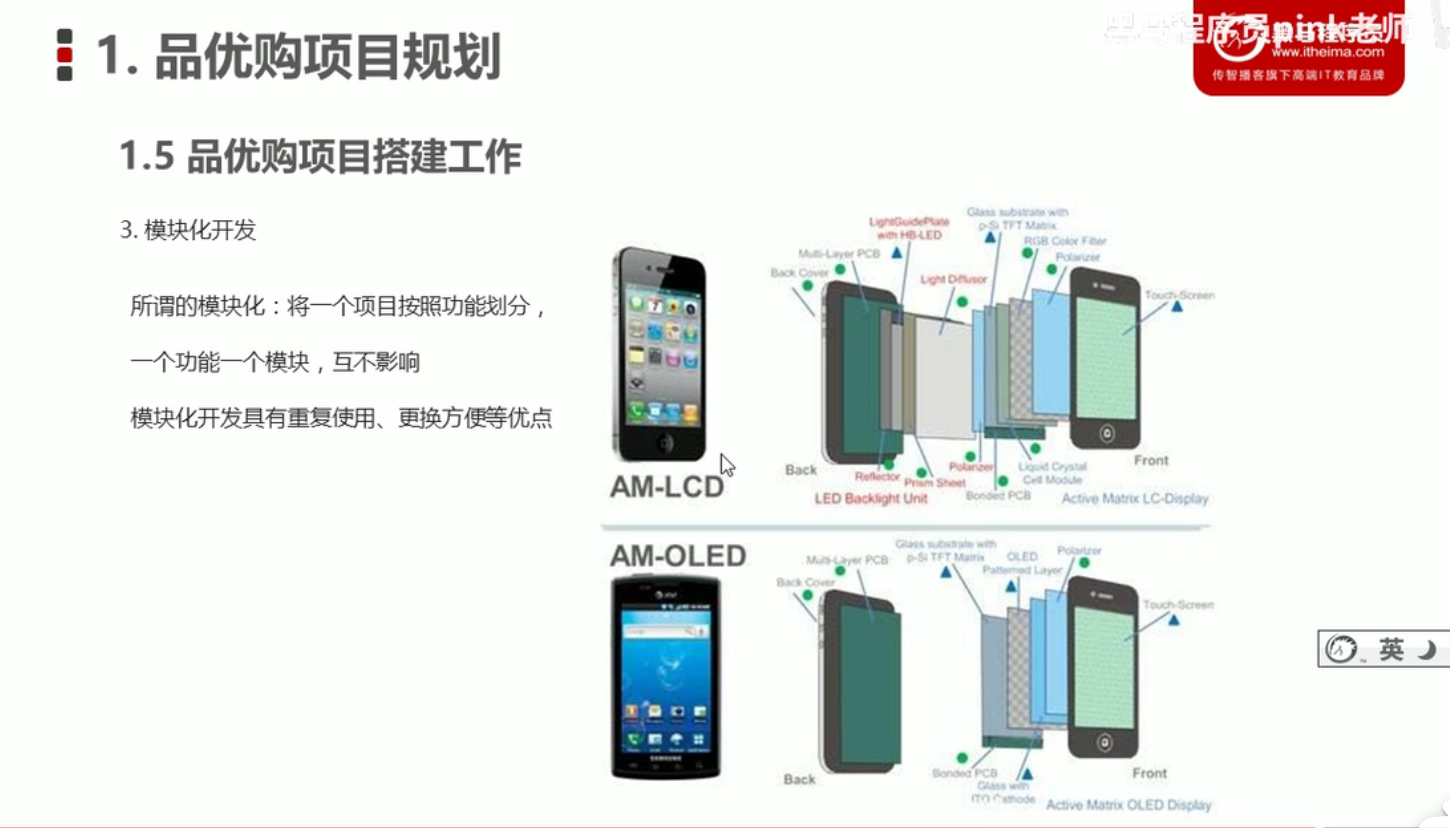 1. 品优购项目规划
黑马程序员pink老师
www.itheima.com
传智播客旗下高端IT教育品牌
1.5 品优购项目搭建工作
3. 模块化开发
所谓的模块化：将一个项目按照功能划分，
一个功能一个模块，互不影响
模块化开发具有重复使用、更换方便等优点
AM-LCD
LightGuidePlate
with HB-LED
Glass substrate with
p-Si TFT Matrix
RGB Color Filter
Multi-Layer PCB
Polarizer
Back Cover
Light Diffusor
Touch-Screen
Back
Front
Reflector
Prism Sheet
Polarizer
Liquid Crystal
Cell Module
LED Backlight Unit
Bonded PCB
Active Matrix LC-Display
AM-OLED
Glass substrate with
p-Si TFT Matrix
OLED
Patterned Layer
Polarizer
Multi-Layer PCB
Back Cover
Touch-Screen
SAMSUNG
Back
Bonded PCB
Front
Glass with
ITO Cathode
Active Matrix OLED Display
英